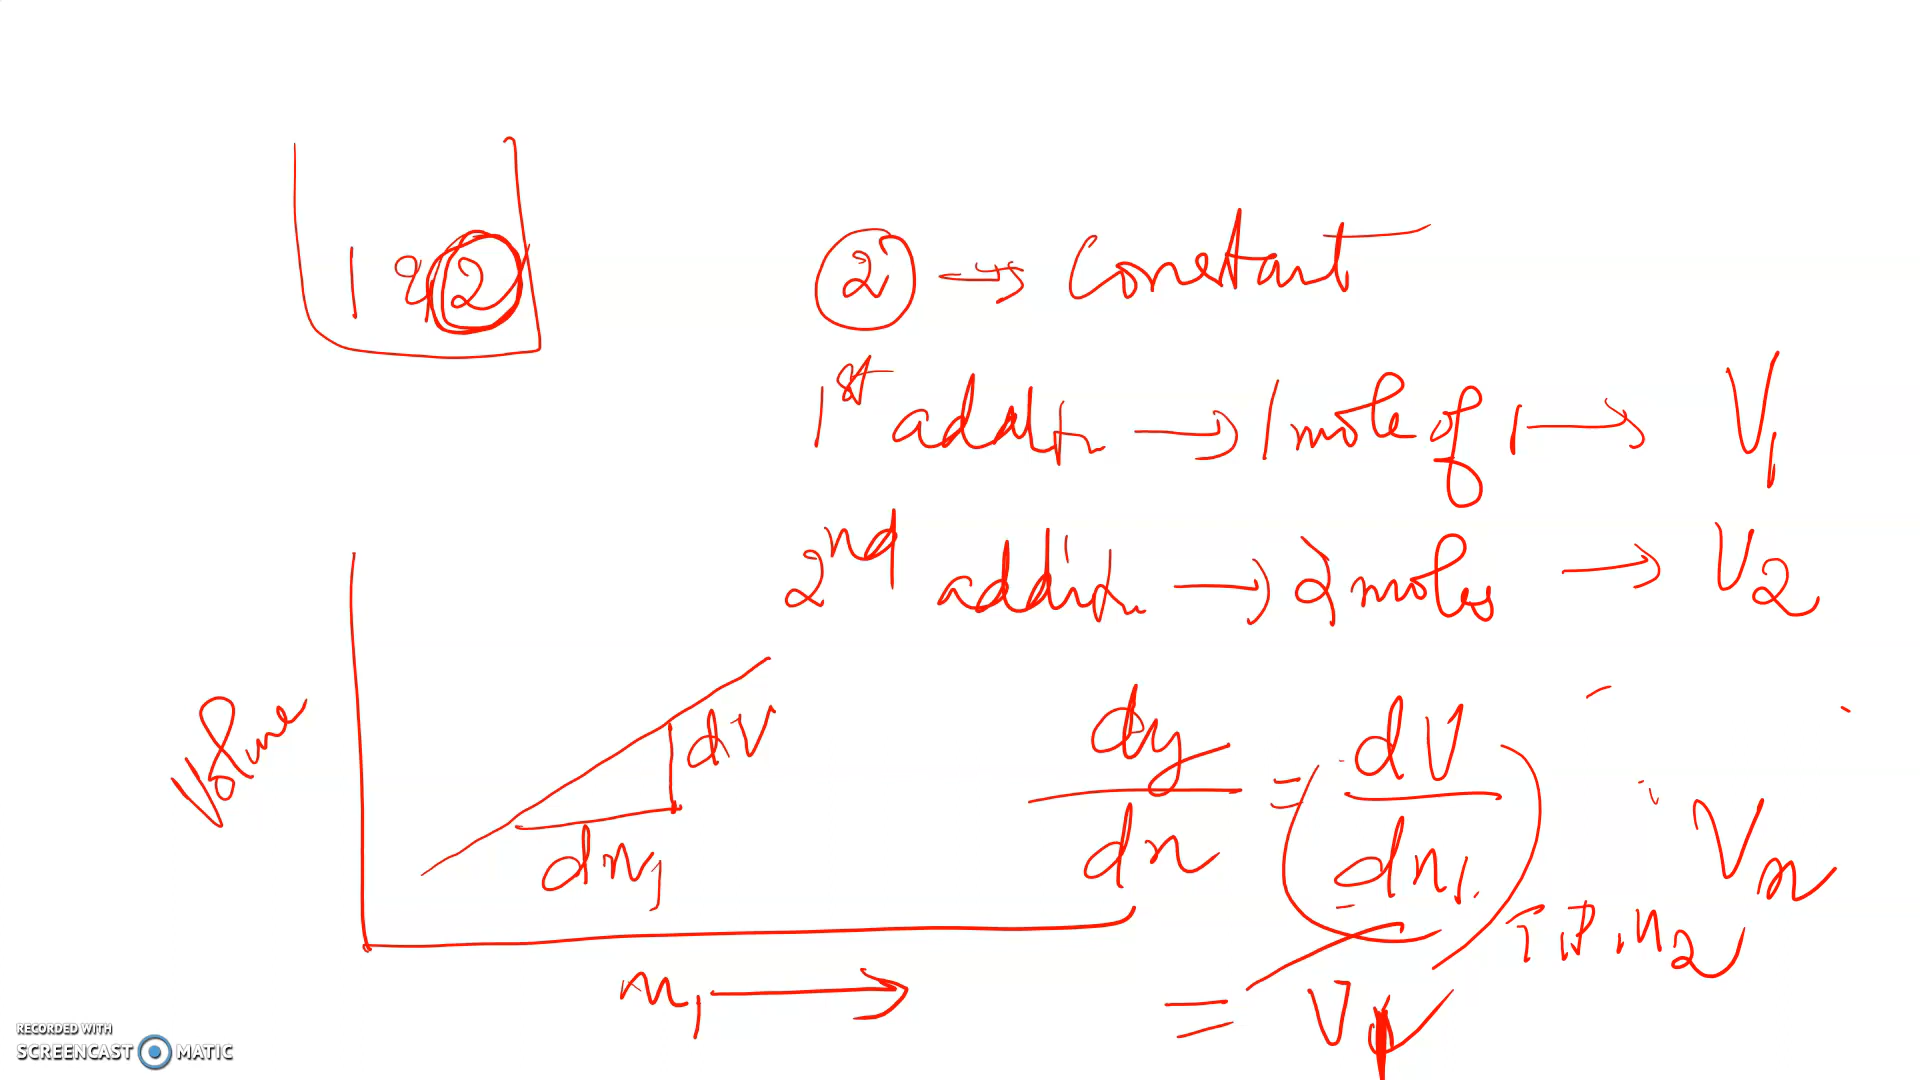 1 & 2
2 → Constant
1st addn → 1 mole of 1 → V1
2nd addn → 2 moles → V2
Volume
dV
dn1
n1 →
dy/dn = (dV/dn1) T, P, n2
Vn
= V1
RECORDED WITH
SCREENCAST MATIC